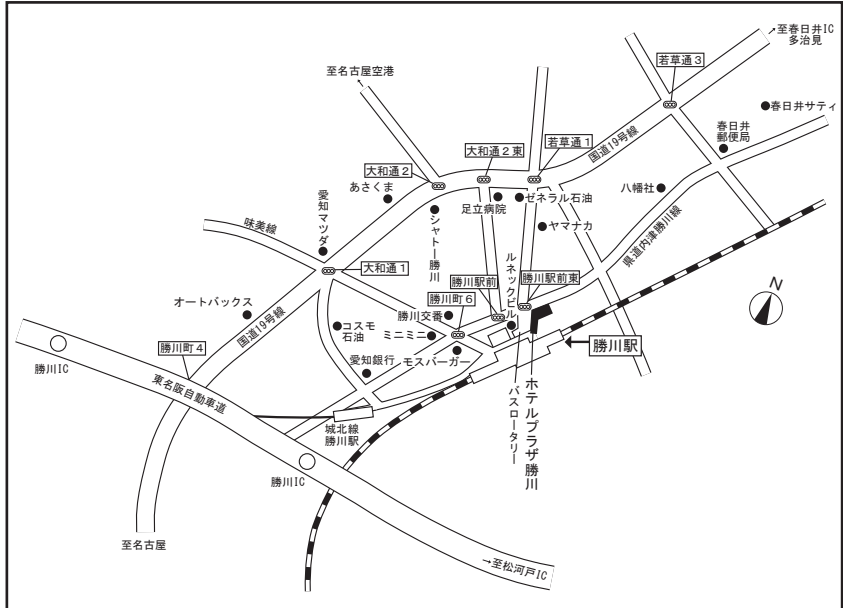 ↗至春日井IC
多治見
若草通3
至名古屋空港
↖
春日井サティ
国道19号線
春日井
郵便局
若草通1
大和通2東
大和通2
あさくま
八幡社
ゼネラル石油
足立病院
愛知マツダ
シャトー勝川
ヤマナカ
味美線
県道内津勝川線
大和通1
ルネックビル
勝川駅前
勝川駅前東
N
勝川町6
オートバックス
勝川交番
国道19号線
コスモ
石油
ミニミニ
勝川駅
勝川町4
愛知銀行
モスバーガー
勝川IC
東名阪自動車道
ホテルプラザ勝川
バスロータリー
城北線
勝川駅
勝川IC
至名古屋
→至松河戸IC